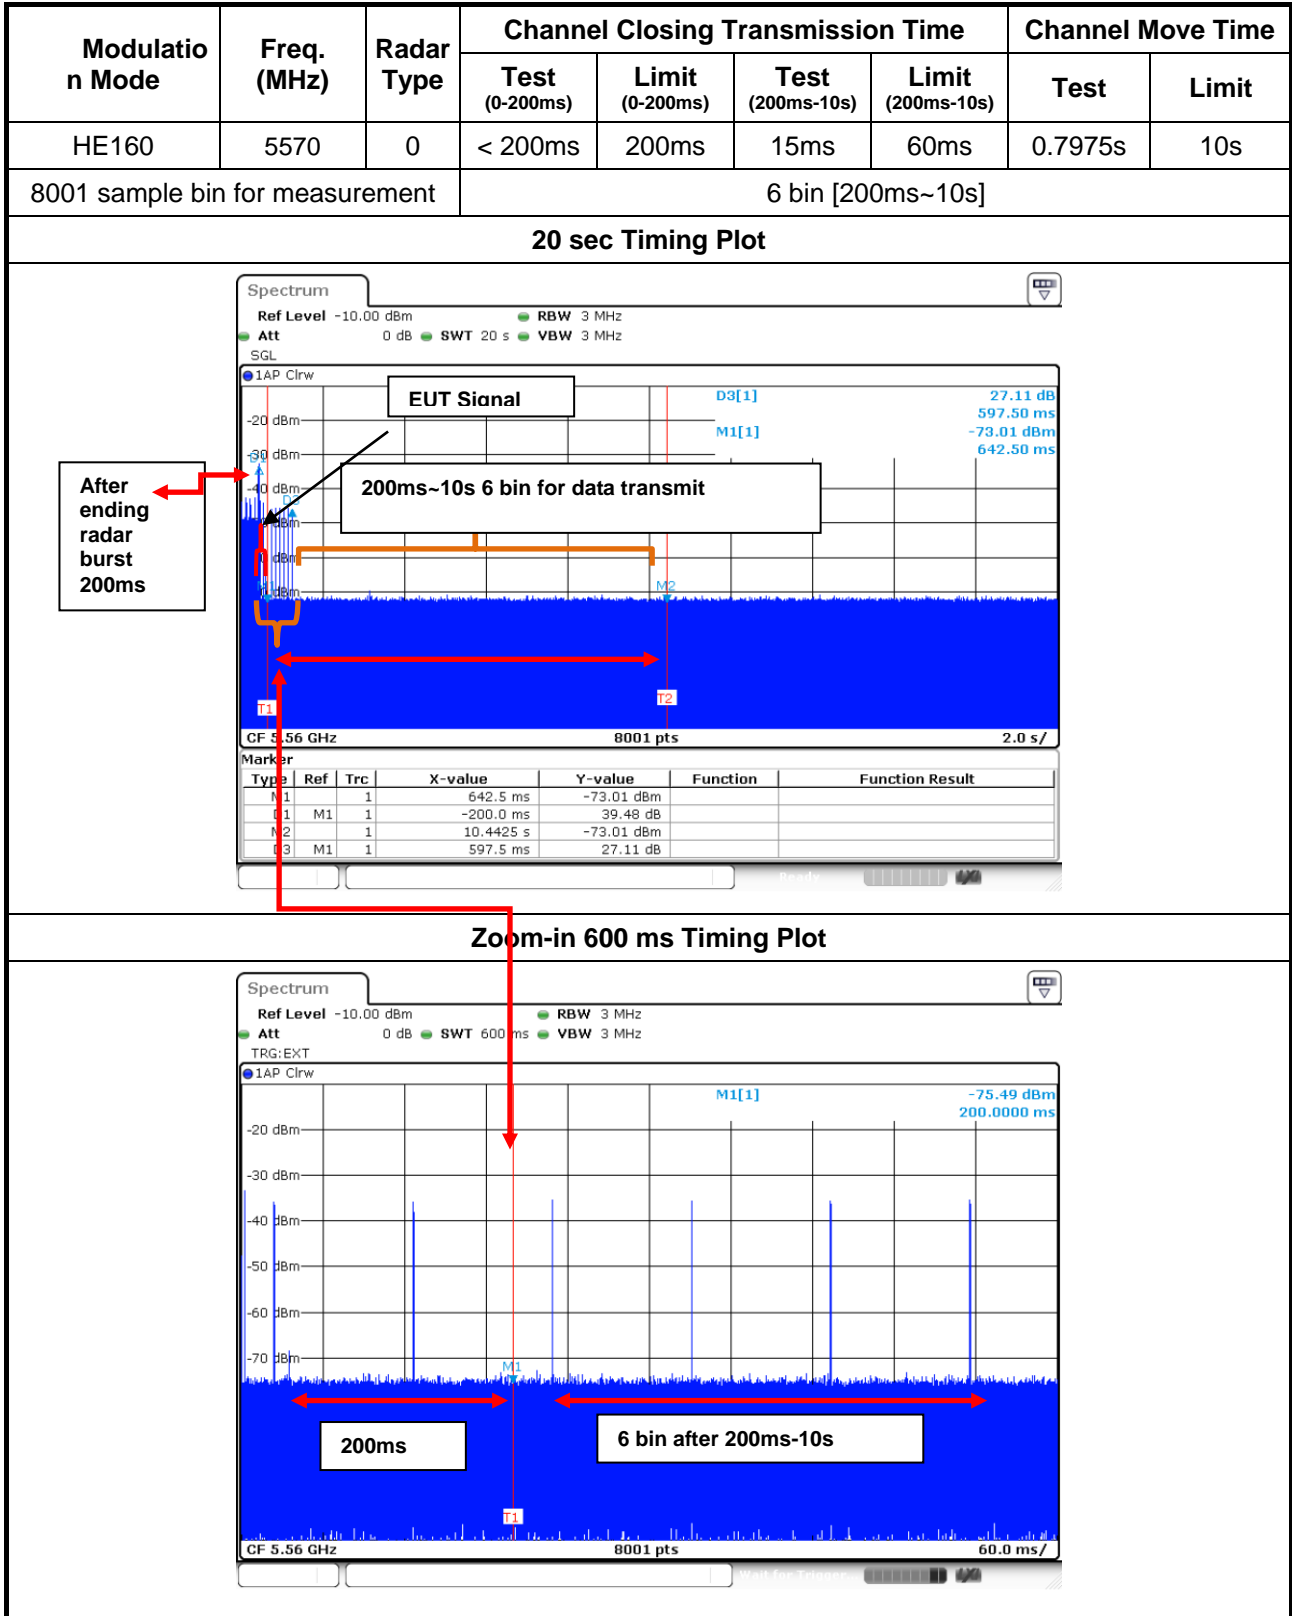 Modulatio
n Mode
Freq.
(MHz)
Radar
Type
Channel Closing Transmission Time
Channel Move Time
Test
(0-200ms)
Limit
(0-200ms)
Test
(200ms-10s)
Limit
(200ms-10s)
Test
Limit
HE160 5570 0 < 200ms 200ms 15ms 60ms 0.7975s 10s
8001 sample bin for measurement 6 bin [200ms~10s]
20 sec Timing Plot
Spectrum
Ref Level -10.00 dBm RBW 3 MHz
Att 0 dB SWT 20 s VBW 3 MHz
SGL
1AP Clrw
D3[1] 27.11 dB
597.50 ms
M1[1] -73.01 dBm
642.50 ms
EUT Signal
-20 dBm
-30 dBm
D1
-40 dBm
D3
200ms~10s 6 bin for data transmit
After
ending
radar
burst
200ms
M1
M2
T1
T2
CF 5.56 GHz 8001 pts 2.0 s/
Marker
Type Ref Trc X-value Y-value Function Function Result
M1 1 642.5 ms -73.01 dBm
D1 M1 1 -200.0 ms 39.48 dB
M2 1 10.4425 s -73.01 dBm
D3 M1 1 597.5 ms 27.11 dB
Ready
Zoom-in 600 ms Timing Plot
Spectrum
Ref Level -10.00 dBm RBW 3 MHz
Att 0 dB SWT 600 ms VBW 3 MHz
TRG:EXT
1AP Clrw
M1[1] -75.49 dBm
200.0000 ms
-20 dBm
-30 dBm
-40 dBm
-50 dBm
-60 dBm
-70 dBm
M1
200ms
6 bin after 200ms-10s
T1
CF 5.56 GHz 8001 pts 60.0 ms/
Wait for Trigger